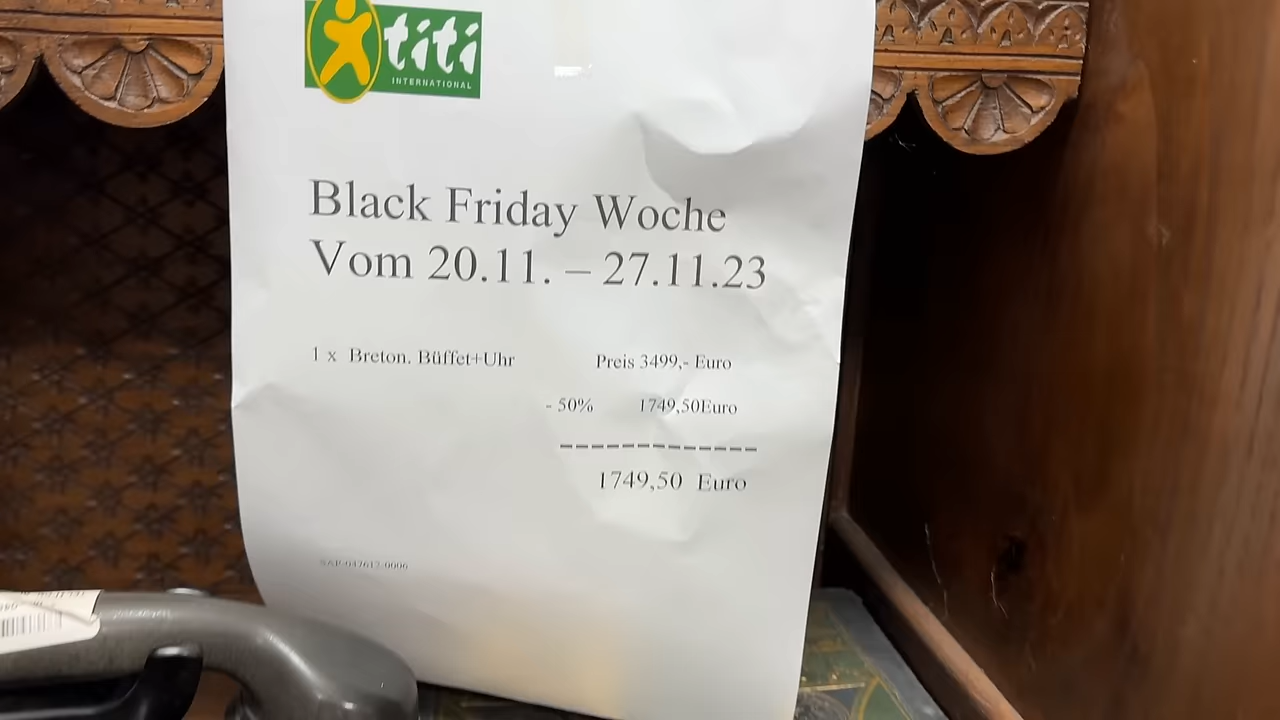 titi
INTERNATIONAL
Black Friday Woche
Vom 20.11. – 27.11.23
1 x Breton. Büffet+Uhr Preis 3499,- Euro
- 50% 1749,50Euro
-------------
1749,50 Euro